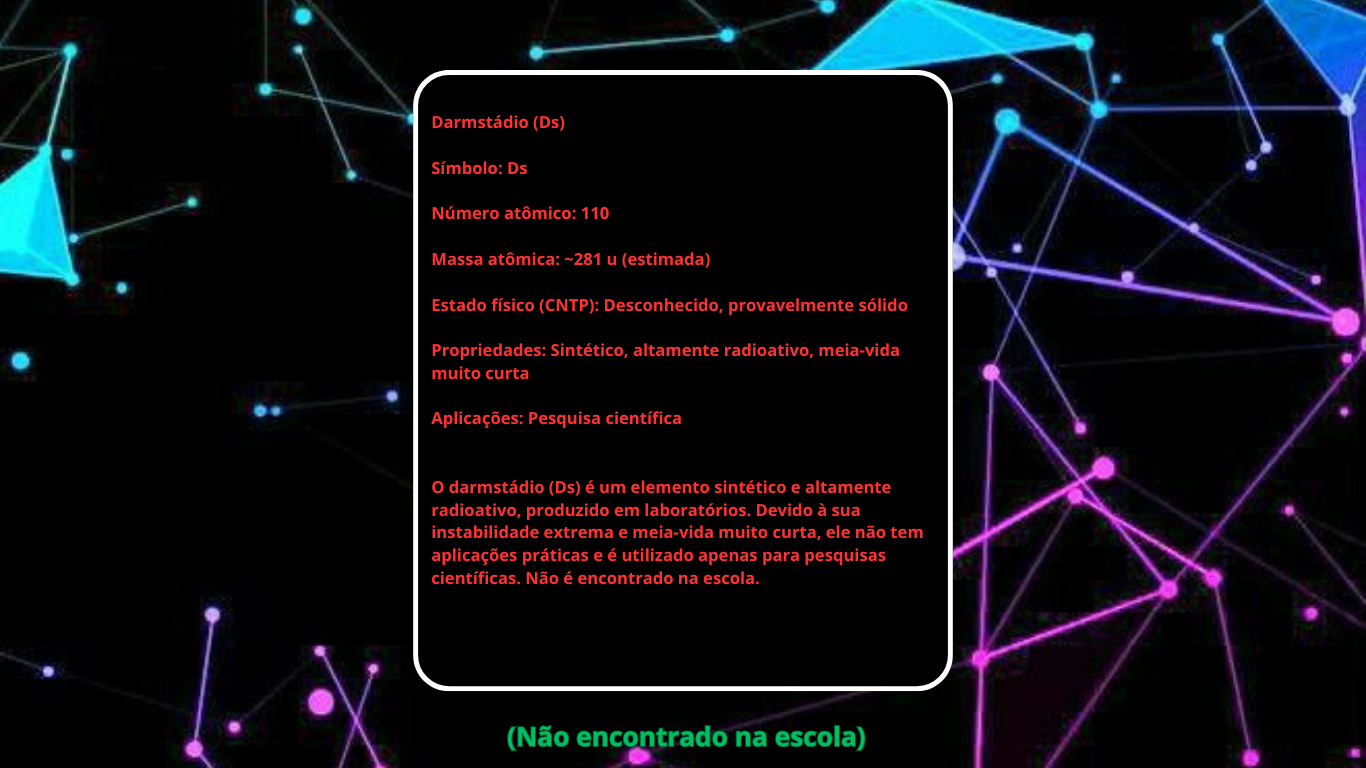 Darmstádio (Ds)
Símbolo: Ds
Número atômico: 110
Massa atômica: ~281 u (estimada)
Estado físico (CNTP): Desconhecido, provavelmente sólido
Propriedades: Sintético, altamente radioativo, meia-vida
muito curta
Aplicações: Pesquisa científica
O darmstádio (Ds) é um elemento sintético e altamente
radioativo, produzido em laboratórios. Devido à sua
instabilidade extrema e meia-vida muito curta, ele não tem
aplicações práticas e é utilizado apenas para pesquisas
científicas. Não é encontrado na escola.
(Não encontrado na escola)